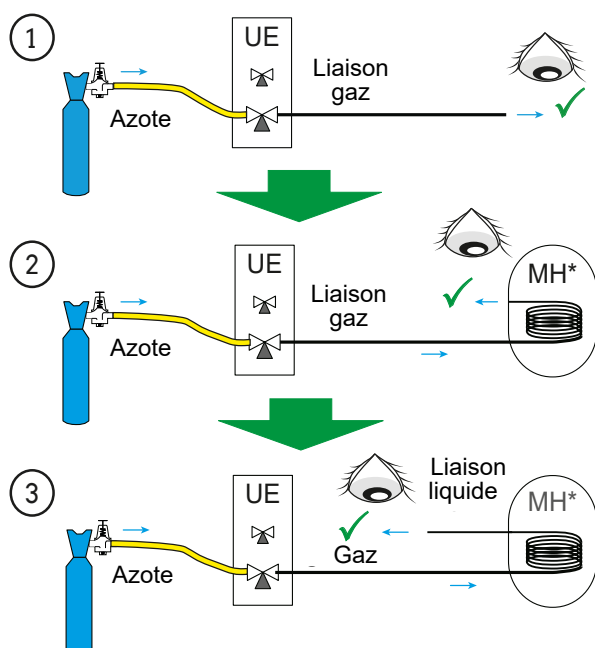 1
UE
Liaison
gaz
Azote
2
UE
MH*
Liaison
gaz
Azote
3
UE
Liaison
liquide
MH*
Gaz
Azote